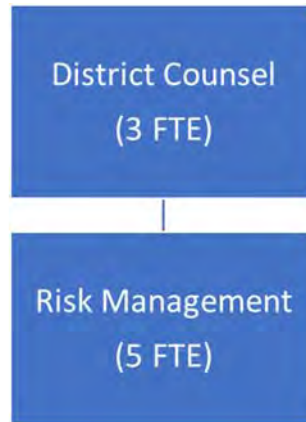 District Counsel
(3 FTE)
Risk Management
(5 FTE)